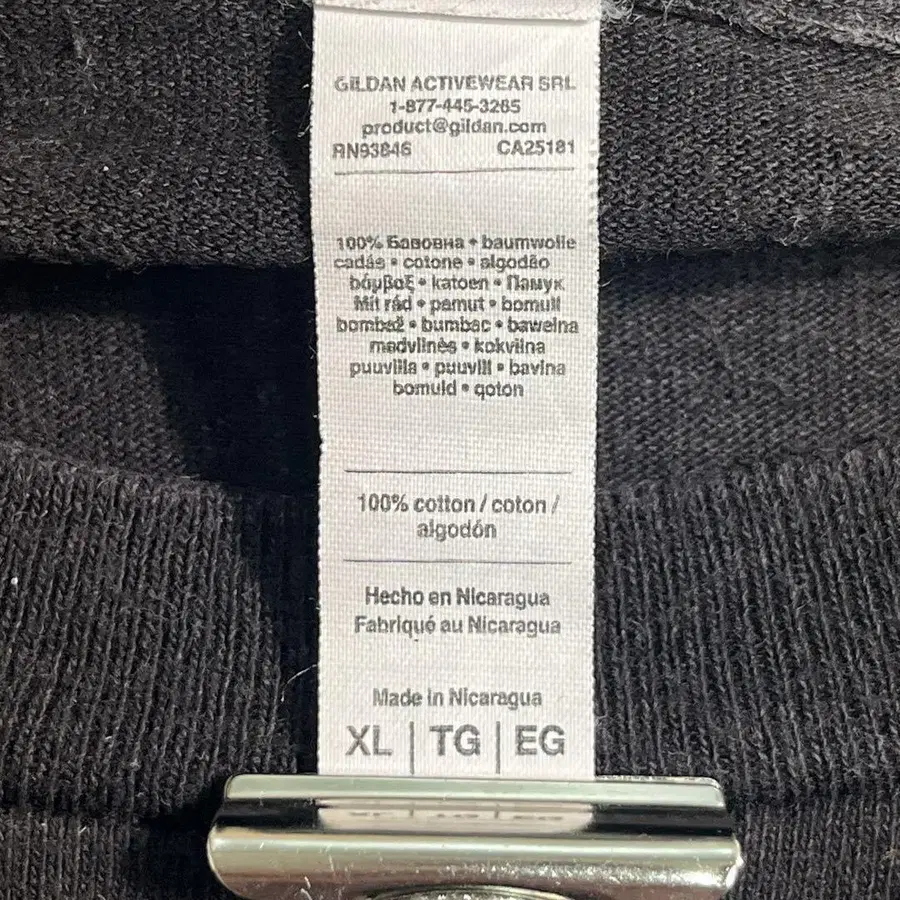 GILDAN ACTIVEWEAR SRL
1-877-445-3265
product@gildan.com
RN93846 CA25181
100% Бавовна • baumwolle
cadás • cotone • algodão
βάμβαξ • katoen • Памук
Mit rád • pamut • bomull
bombaž • bumbac • bawełna
medvilnės • kokvilna
puuvilla • puuvill • bavlna
bomuld • qoton
100% cotton / coton /
algodón
Hecho en Nicaragua
Fabriqué au Nicaragua
Made in Nicaragua
XL | TG | EG